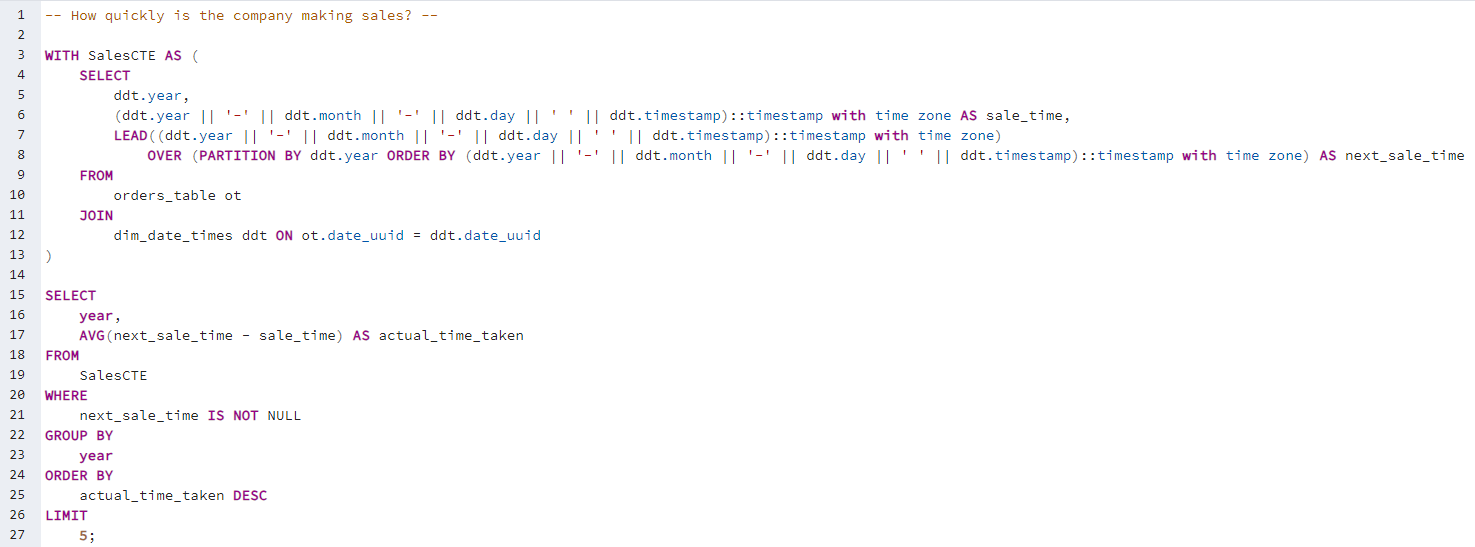 1 -- How quickly is the company making sales? --
2
3 WITH SalesCTE AS (
4     SELECT
5         ddt.year,
6         (ddt.year || '-' || ddt.month || '-' || ddt.day || ' ' || ddt.timestamp)::timestamp with time zone AS sale_time,
7         LEAD((ddt.year || '-' || ddt.month || '-' || ddt.day || ' ' || ddt.timestamp)::timestamp with time zone)
8             OVER (PARTITION BY ddt.year ORDER BY (ddt.year || '-' || ddt.month || '-' || ddt.day || ' ' || ddt.timestamp)::timestamp with time zone) AS next_sale_time
9     FROM
10         orders_table ot
11     JOIN
12         dim_date_times ddt ON ot.date_uuid = ddt.date_uuid
13 )
14
15 SELECT
16     year,
17     AVG(next_sale_time - sale_time) AS actual_time_taken
18 FROM
19     SalesCTE
20 WHERE
21     next_sale_time IS NOT NULL
22 GROUP BY
23     year
24 ORDER BY
25     actual_time_taken DESC
26 LIMIT
27     5;